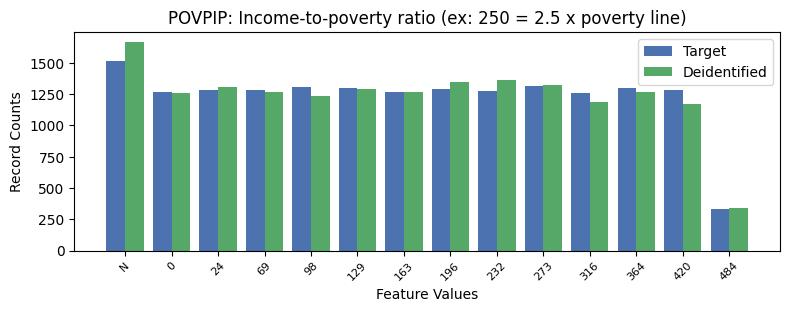 POVPIP: Income-to-poverty ratio (ex: 250 = 2.5 x poverty line)
Target
Deidentified
Record Counts
1500
1250
1000
750
500
250
0
N 0 24 69 98 129 163 196 232 273 316 364 420 484
Feature Values